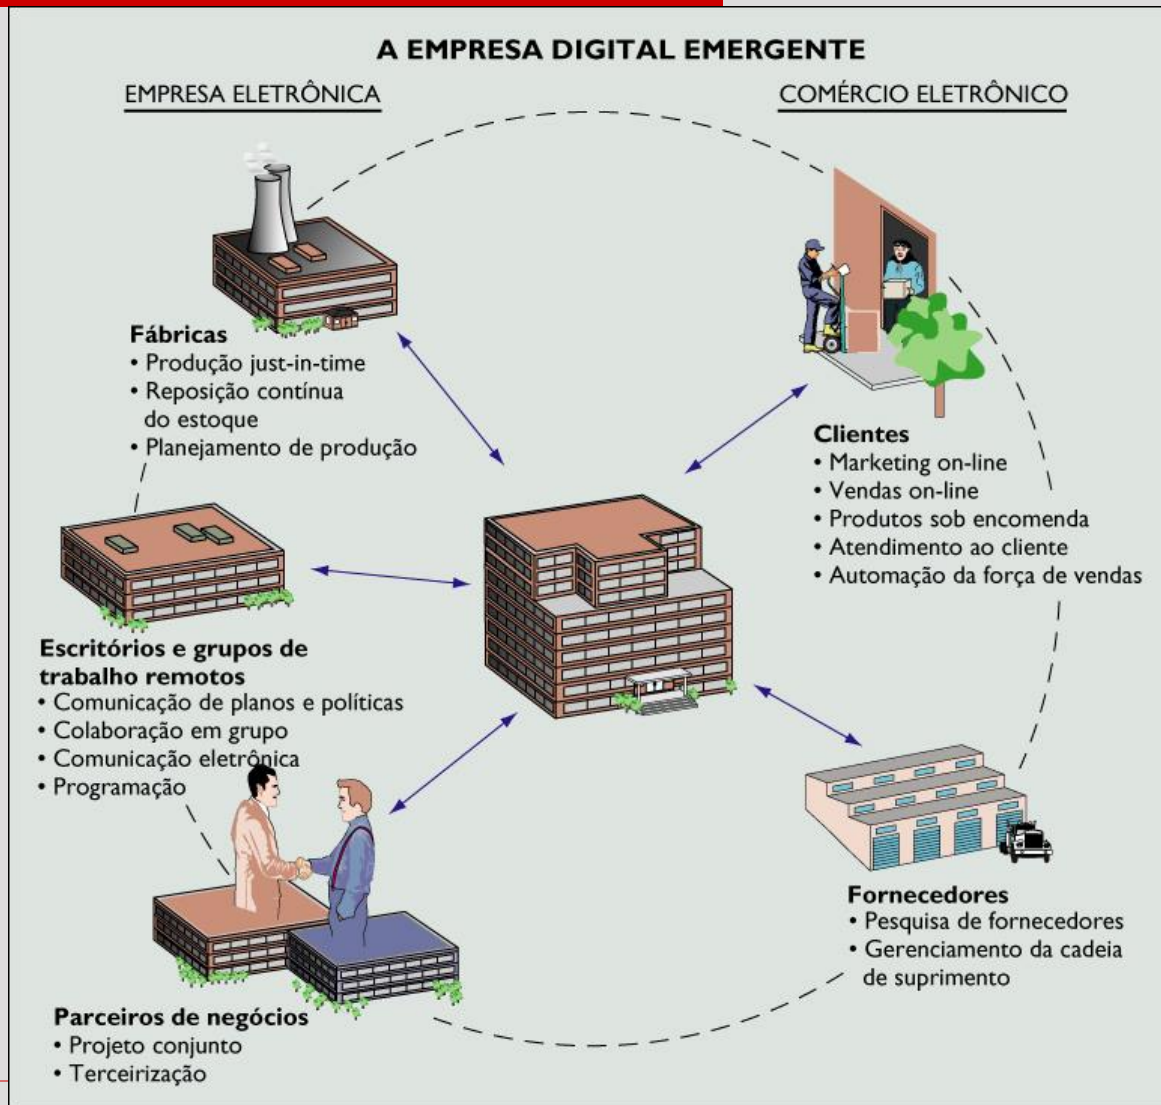 A EMPRESA DIGITAL EMERGENTE
EMPRESA ELETRÔNICA
COMÉRCIO ELETRÔNICO
Fábricas
• Produção just-in-time
• Reposição contínua
do estoque
• Planejamento de produção
Clientes
• Marketing on-line
• Vendas on-line
• Produtos sob encomenda
• Atendimento ao cliente
• Automação da força de vendas
Escritórios e grupos de
trabalho remotos
• Comunicação de planos e políticas
• Colaboração em grupo
• Comunicação eletrônica
• Programação
Fornecedores
• Pesquisa de fornecedores
• Gerenciamento da cadeia
de suprimento
Parceiros de negócios
• Projeto conjunto
• Terceirização